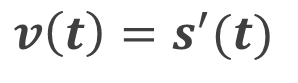 v(t) = s′(t)